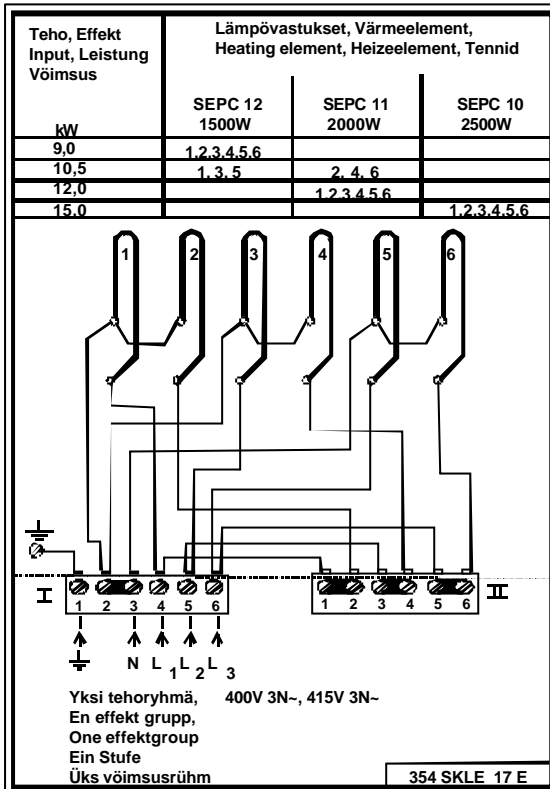 Teho, Effekt
Input, Leistung
Vöimsus
kW
Lämpövastukset, Värmeelement,
Heating element, Heizeelement, Tennid
SEPC 12
1500W
SEPC 11
2000W
SEPC 10
2500W
9,0 1.2.3.4.5.6
10,5 1. 3. 5 2. 4. 6
12,0 1.2.3.4.5.6
15.0 1.2.3.4.5.6
1 2 3 4 5 6
I II
1 2 3 4 5 6
1 2 3 4 5 6
N L1 L2 L3
Yksi tehoryhmä, 400V 3N~, 415V 3N~
En effekt grupp,
One effektgroup
Ein Stufe
Üks vöimsusrühm
354 SKLE 17 E